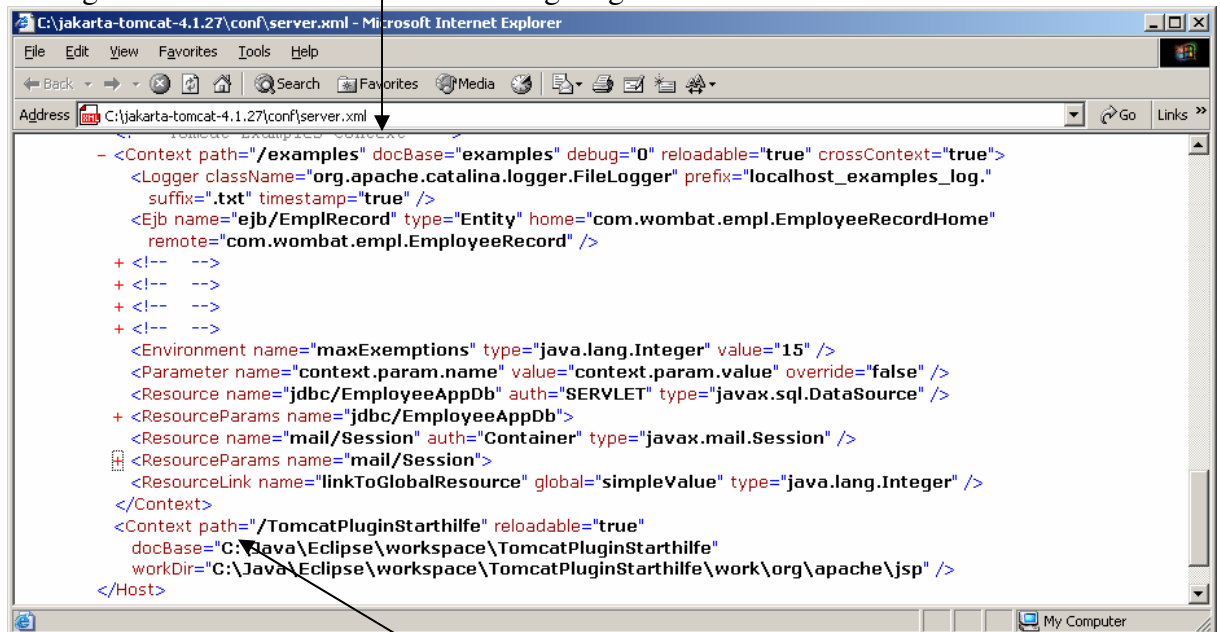 C:\jakarta-tomcat-4.1.27\conf\server.xml - Microsoft Internet Explorer
File Edit View Favorites Tools Help
Back Search Favorites Media
Address C:\jakarta-tomcat-4.1.27\conf\server.xml Go Links »
- <Context path="/examples" docBase="examples" debug="0" reloadable="true" crossContext="true">
<Logger className="org.apache.catalina.logger.FileLogger" prefix="localhost_examples_log."
suffix=".txt" timestamp="true" />
<Ejb name="ejb/EmplRecord" type="Entity" home="com.wombat.empl.EmployeeRecordHome"
remote="com.wombat.empl.EmployeeRecord" />
+ <!-- -->
+ <!-- -->
+ <!-- -->
+ <!-- -->
<Environment name="maxExemptions" type="java.lang.Integer" value="15" />
<Parameter name="context.param.name" value="context.param.value" override="false" />
<Resource name="jdbc/EmployeeAppDb" auth="SERVLET" type="javax.sql.DataSource" />
+ <ResourceParams name="jdbc/EmployeeAppDb">
<Resource name="mail/Session" auth="Container" type="javax.mail.Session" />
+ <ResourceParams name="mail/Session">
<ResourceLink name="linkToGlobalResource" global="simpleValue" type="java.lang.Integer" />
</Context>
<Context path="/TomcatPluginStarthilfe" reloadable="true"
docBase="C:\Java\Eclipse\workspace\TomcatPluginStarthilfe"
workDir="C:\Java\Eclipse\workspace\TomcatPluginStarthilfe\work\org\apache\jsp" />
</Host>
My Computer